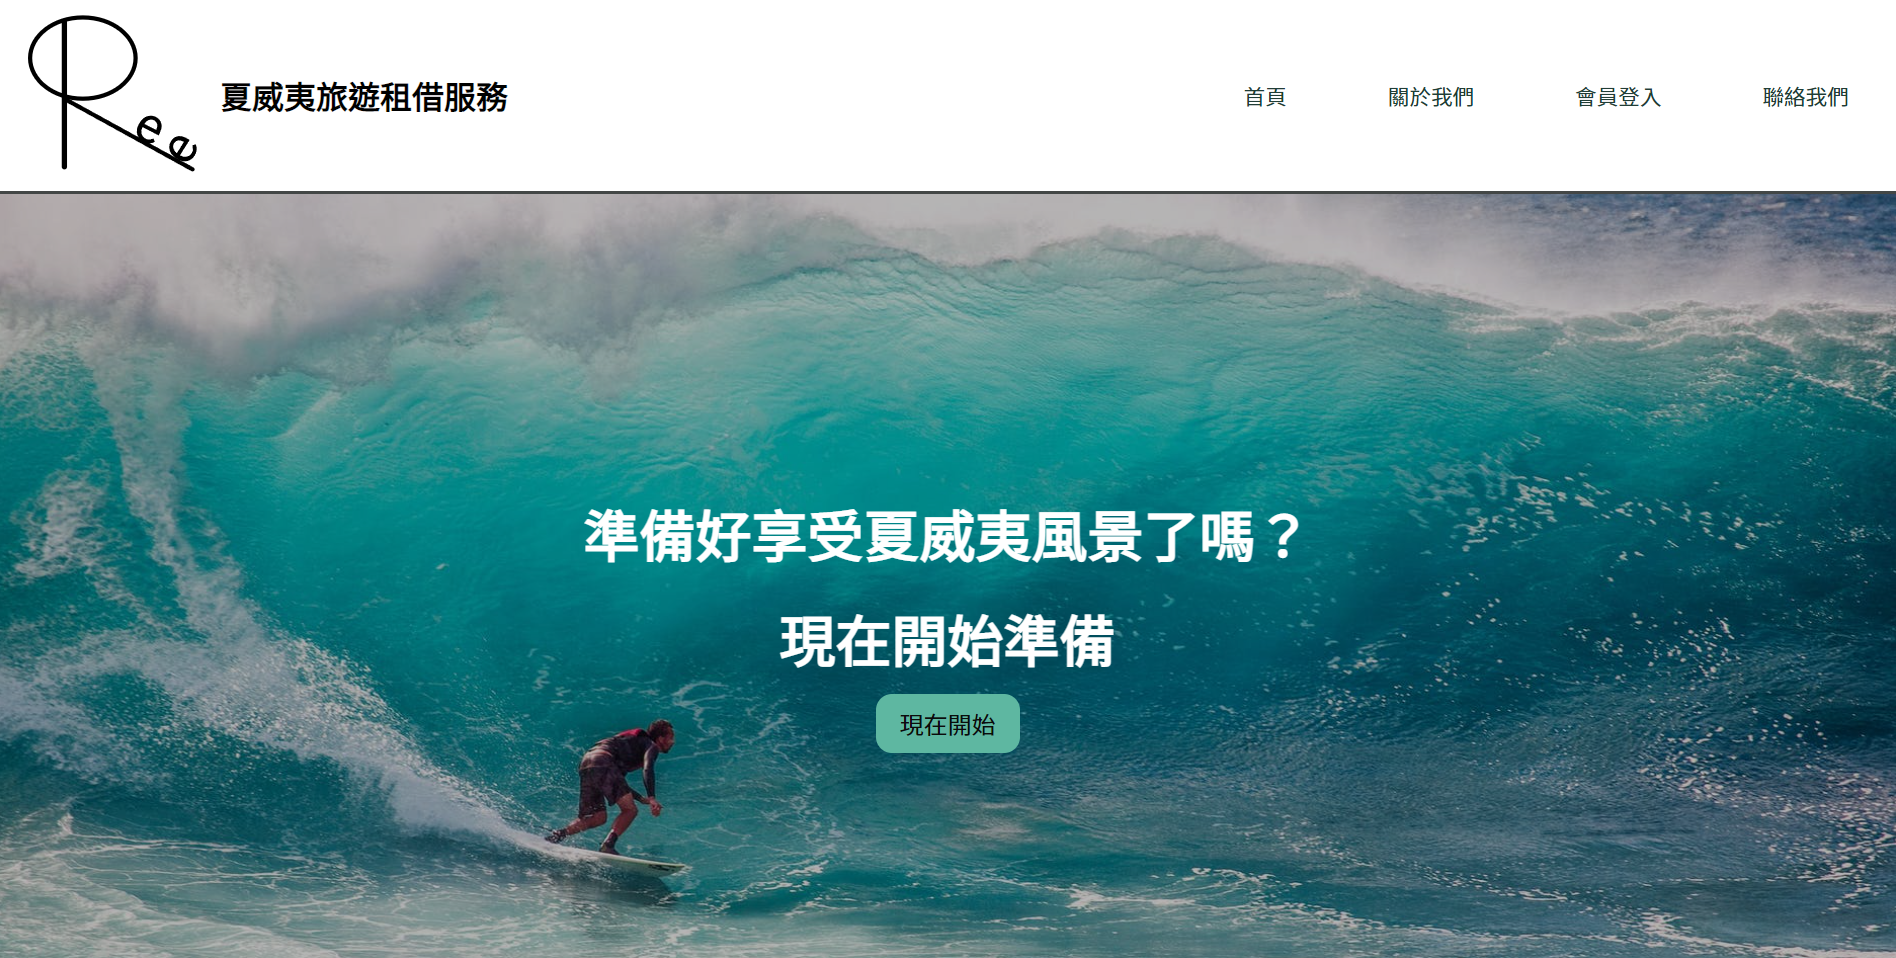 Ree
夏威夷旅遊租借服務
首頁
關於我們
會員登入
聯絡我們
準備好享受夏威夷風景了嗎？
現在開始準備
現在開始